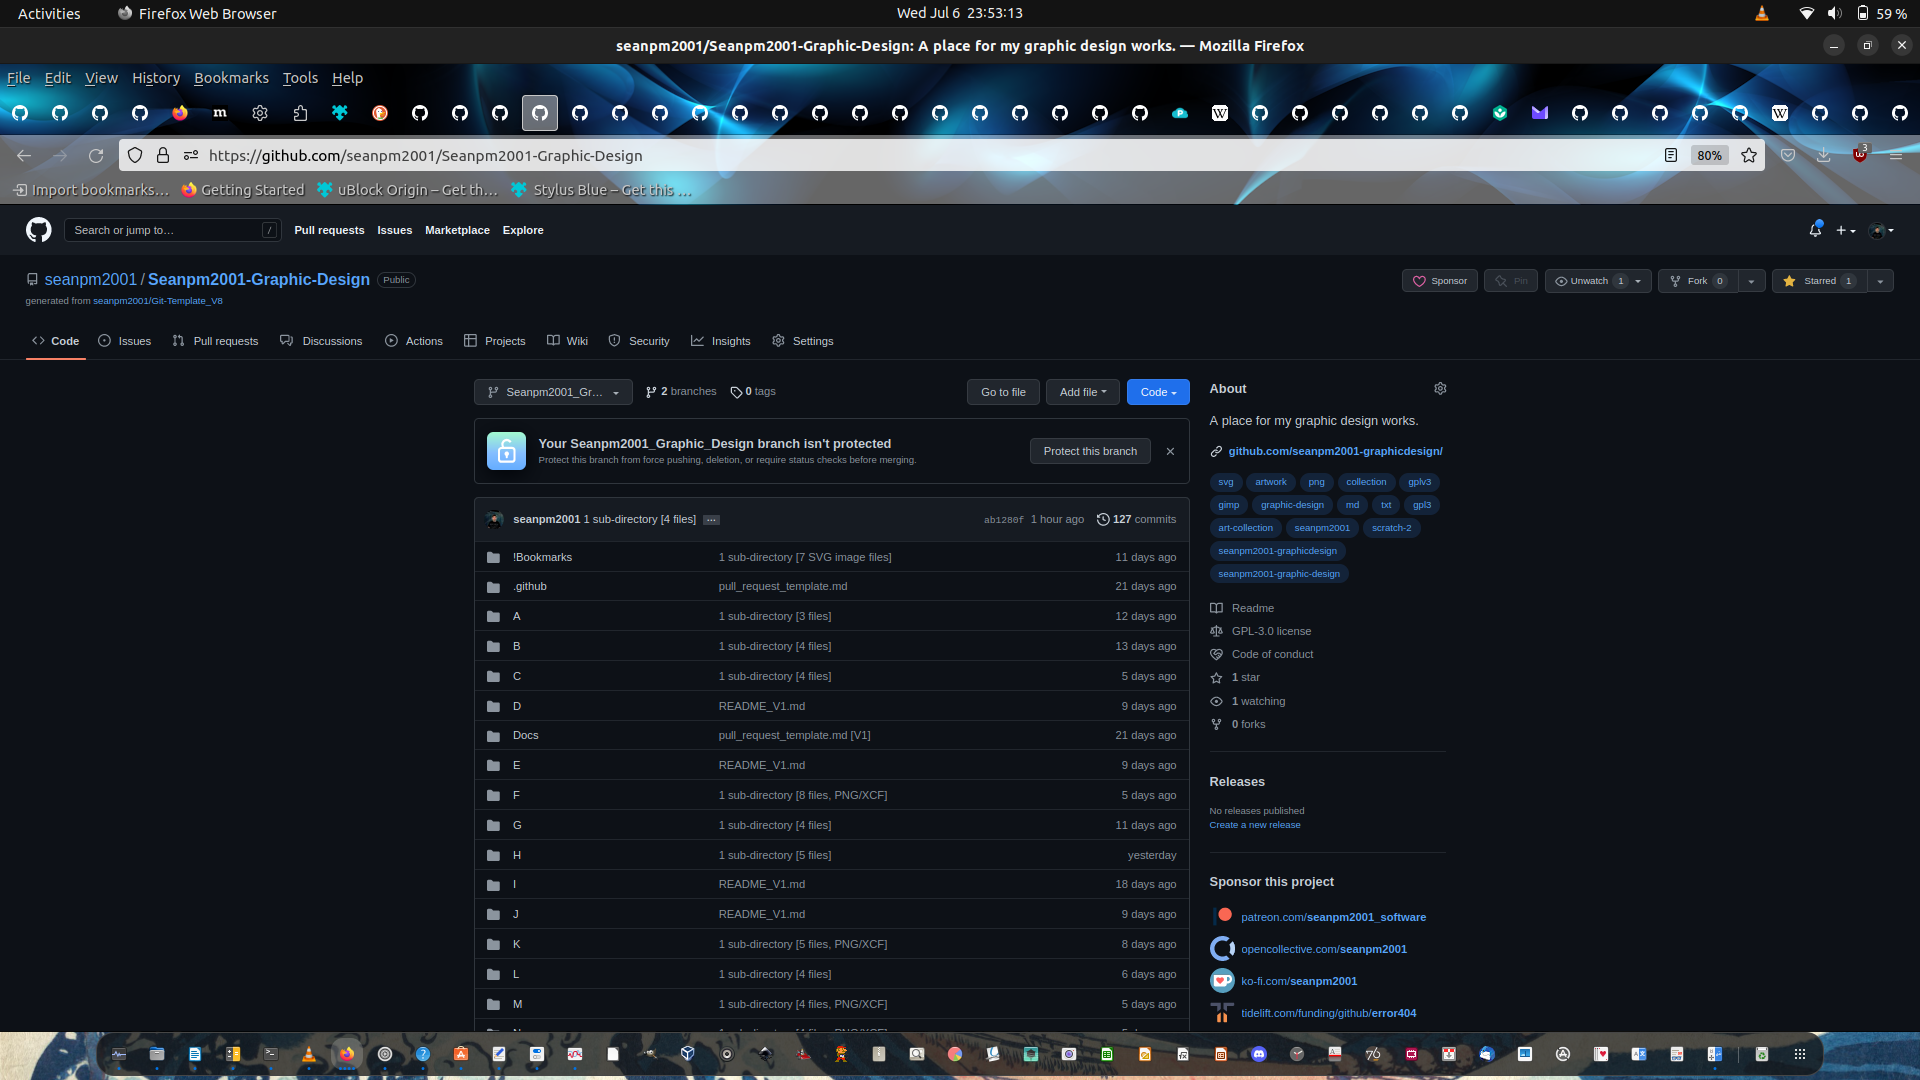 Activities
Firefox Web Browser
Wed Jul 6 23:53:13
59 %
seanpm2001/Seanpm2001-Graphic-Design: A place for my graphic design works. — Mozilla Firefox
File Edit View History Bookmarks Tools Help
https://github.com/seanpm2001/Seanpm2001-Graphic-Design
80%
3
Import bookmarks...
Getting Started
uBlock Origin – Get th...
Stylus Blue – Get this ...
Search or jump to...
/
Pull requests Issues Marketplace Explore
seanpm2001 / Seanpm2001-Graphic-Design Public
generated from seanpm2001/Git-Template_V8
Sponsor
Pin
Unwatch 1
Fork 0
Starred 1
Code Issues Pull requests Discussions Actions Projects Wiki Security Insights Settings
Seanpm2001_Gr...
2 branches
0 tags
Go to file
Add file
Code
Your Seanpm2001_Graphic_Design branch isn't protected
Protect this branch from force pushing, deletion, or require status checks before merging.
Protect this branch
seanpm2001 1 sub-directory [4 files] ...
ab1280f 1 hour ago 127 commits
!Bookmarks 1 sub-directory [7 SVG image files] 11 days ago
.github pull_request_template.md 21 days ago
A 1 sub-directory [3 files] 12 days ago
B 1 sub-directory [4 files] 13 days ago
C 1 sub-directory [4 files] 5 days ago
D README_V1.md 9 days ago
Docs pull_request_template.md [V1] 21 days ago
E README_V1.md 9 days ago
F 1 sub-directory [8 files, PNG/XCF] 5 days ago
G 1 sub-directory [4 files] 11 days ago
H 1 sub-directory [5 files] yesterday
I README_V1.md 18 days ago
J README_V1.md 9 days ago
K 1 sub-directory [5 files, PNG/XCF] 8 days ago
L 1 sub-directory [4 files] 6 days ago
M 1 sub-directory [4 files, PNG/XCF] 5 days ago
About
A place for my graphic design works.
github.com/seanpm2001-graphicdesign/
svg artwork png collection gplv3
gimp graphic-design md txt gpl3
art-collection seanpm2001 scratch-2
seanpm2001-graphicdesign
seanpm2001-graphic-design
Readme
GPL-3.0 license
Code of conduct
1 star
1 watching
0 forks
Releases
No releases published
Create a new release
Sponsor this project
patreon.com/seanpm2001_software
opencollective.com/seanpm2001
ko-fi.com/seanpm2001
tidelift.com/funding/github/error404